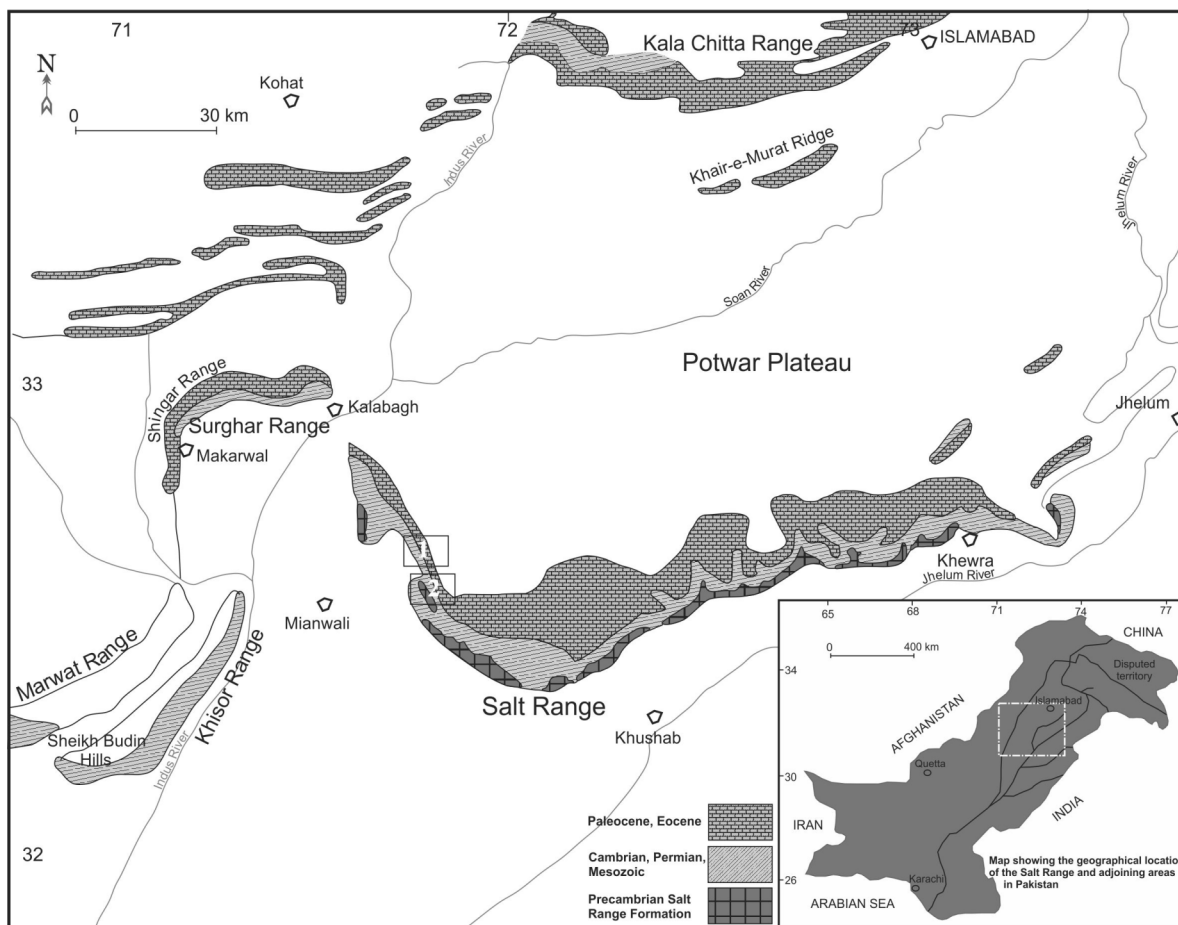 71
72
73
Kala Chitta Range
ISLAMABAD
N
Kohat
0 30 km
Indus River
Khair-e-Murat Ridge
Jhelum River
Soan River
Potwar Plateau
33
Shingar Range
Surghar Range
Kalabagh
Makarwal
Jhelum
Khewra
Jhelum River
Mianwali
Marwat Range
Khisor Range
Salt Range
Sheikh Budin
Hills
Indus River
Khushab
32
Paleocene, Eocene
Cambrian, Permian,
Mesozoic
Precambrian Salt
Range Formation
65 68 71 74 77
0 400 km
CHINA
34
Disputed
territory
Islamabad
AFGHANISTAN
Quetta
30
INDIA
IRAN
Map showing the geographical locatio
of the Salt Range and adjoining areas
in Pakistan
26
Karachi
ARABIAN SEA